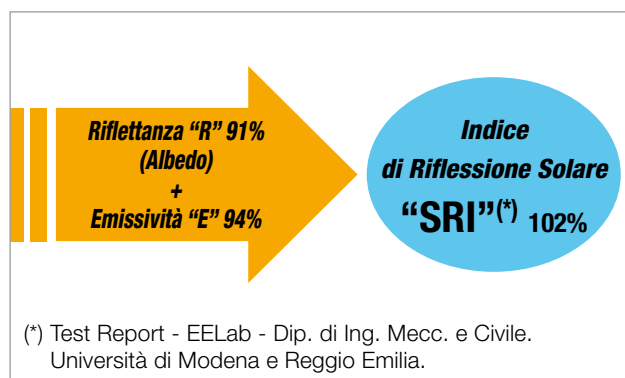 Riflettanza “R” 91%
(Albedo)
+
Emissività “E” 94%
Indice
di Riflessione Solare
“SRI”(*) 102%
(*) Test Report - EELab - Dip. di Ing. Mecc. e Civile.
Università di Modena e Reggio Emilia.